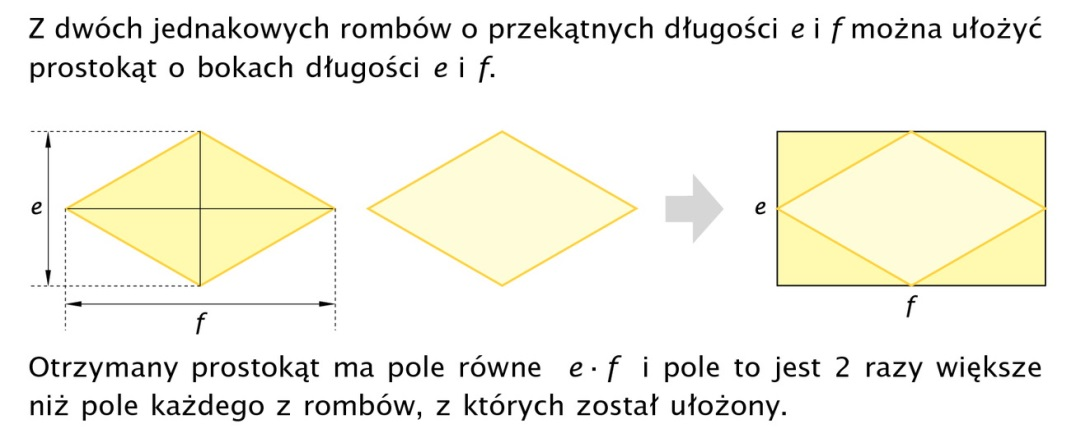 Z dwóch jednakowych rombów o przekątnych długości e i f można ułożyć
prostokąt o bokach długości e i f.
e
f
e
f
Otrzymany prostokąt ma pole równe e · f i pole to jest 2 razy większe
niż pole każdego z rombów, z których został ułożony.